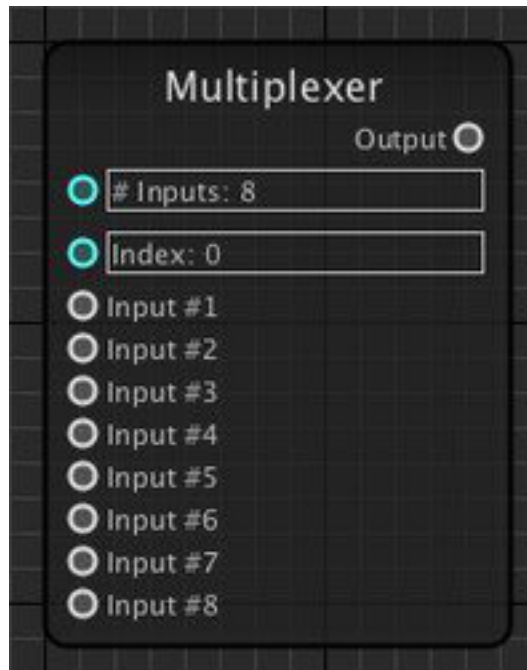 Multiplexer
Output
# Inputs: 8
Index: 0
Input #1
Input #2
Input #3
Input #4
Input #5
Input #6
Input #7
Input #8